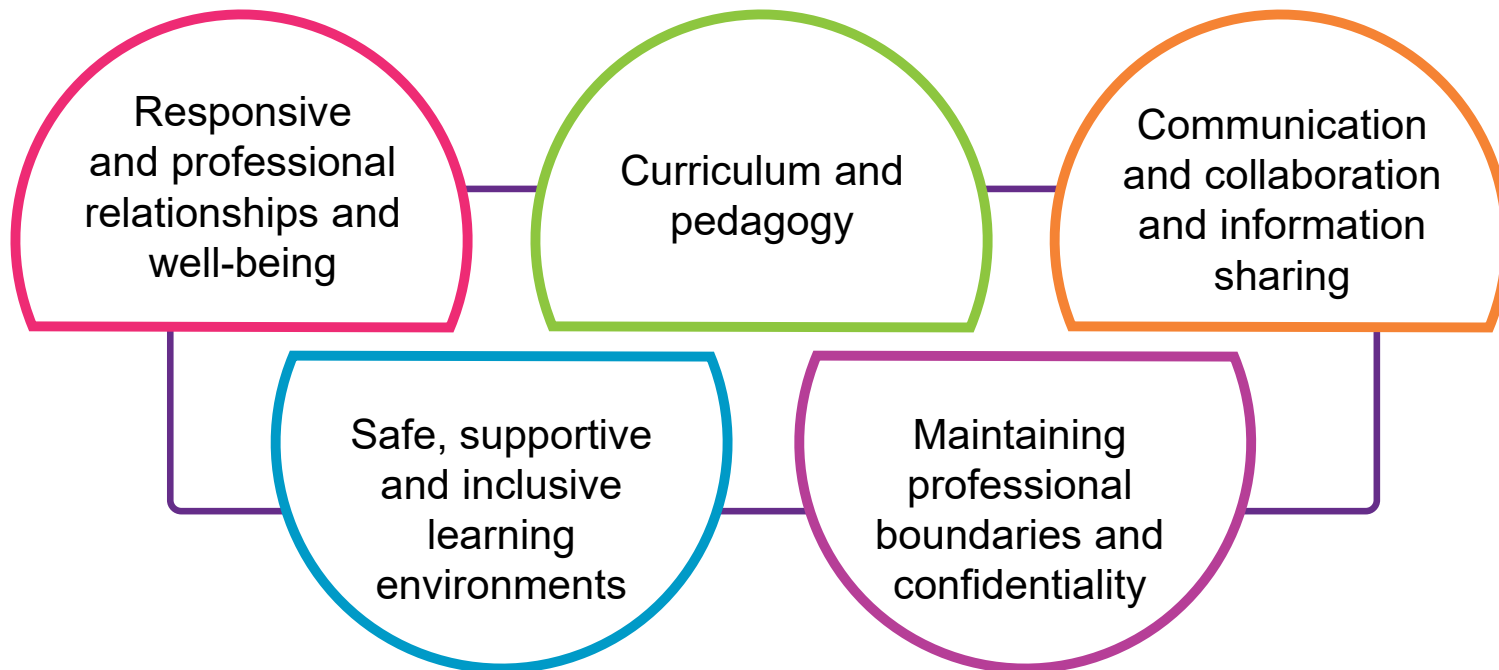 Responsive
and professional
relationships and
well-being
Curriculum and
pedagogy
Communication
and collaboration
and information
sharing
Safe, supportive
and inclusive
learning
environments
Maintaining
professional
boundaries and
confidentiality